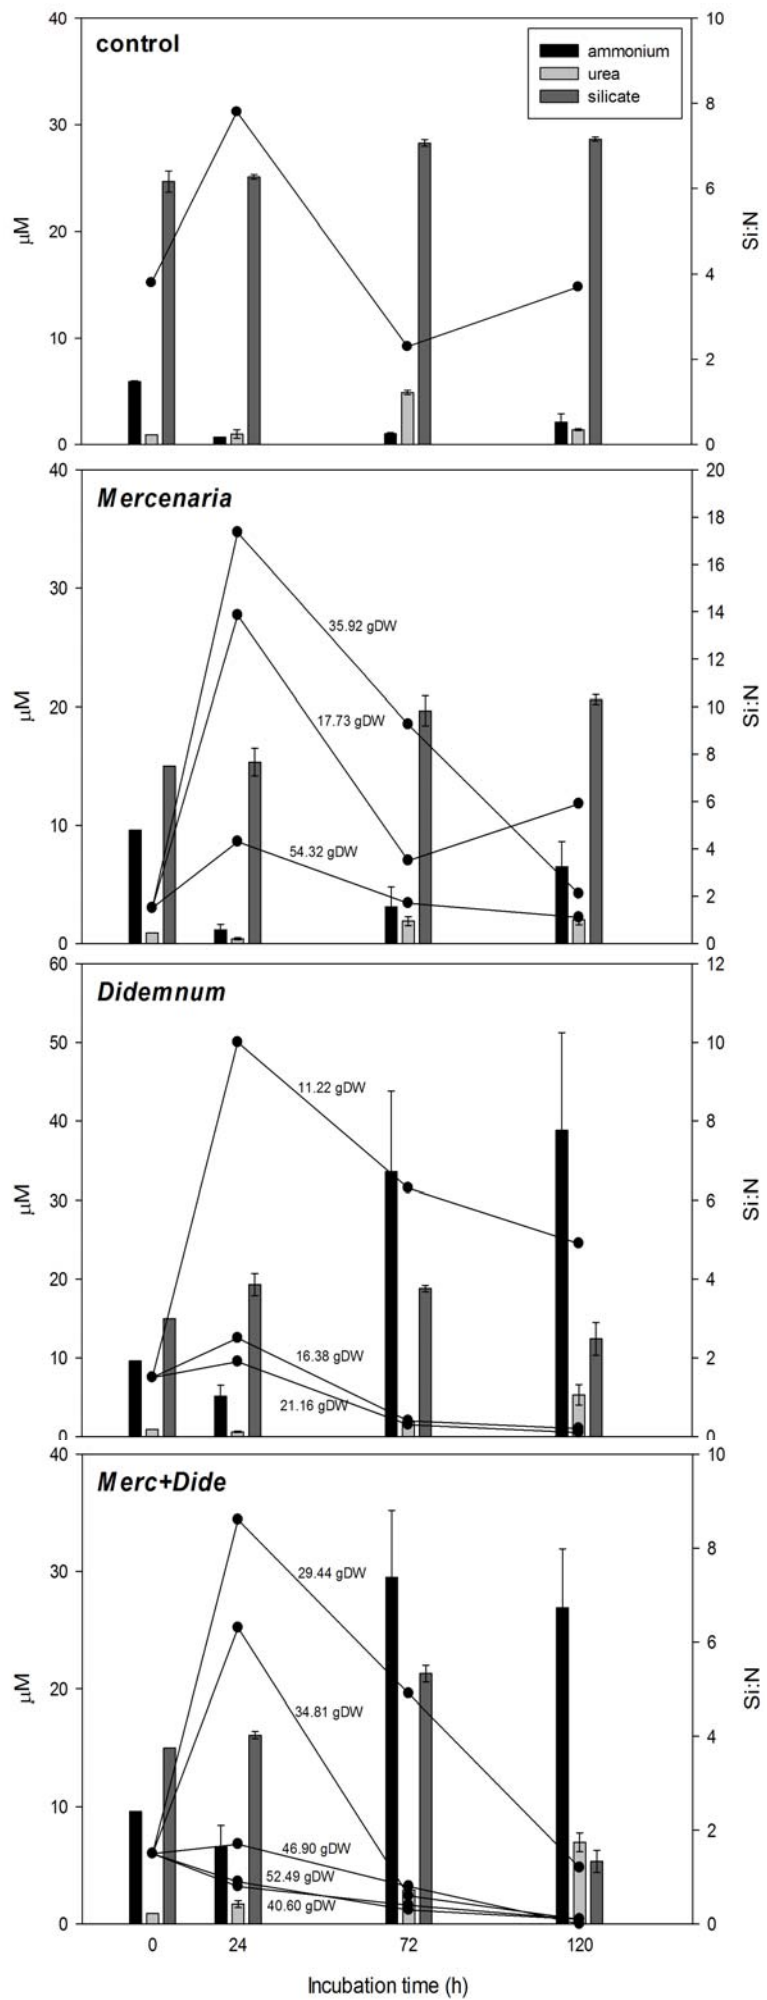 control
ammonium
urea
silicate
40
30
20
10
0
μM
10
8
6
4
2
0
Si:N
Mercenaria
40
30
20
10
0
μM
35.92 gDW
17.73 gDW
54.32 gDW
20
18
16
14
12
10
8
6
4
2
0
Si:N
Didemnum
60
50
40
30
20
10
0
μM
11.22 gDW
16.38 gDW
21.16 gDW
12
10
8
6
4
2
0
Si:N
Merc+Dide
40
30
20
10
0
μM
29.44 gDW
34.81 gDW
46.90 gDW
52.49 gDW
40.60 gDW
10
8
6
4
2
0
Si:N
0 24 72 120
Incubation time (h)